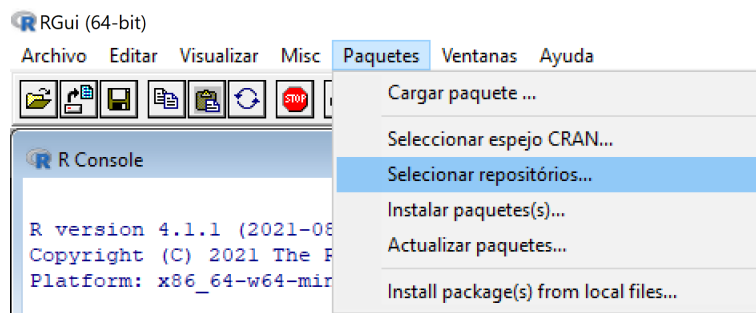 RGui (64-bit)
Archivo Editar Visualizar Misc Paquetes Ventanas Ayuda
STOP
Cargar paquete ...
Seleccionar espejo CRAN...
Selecionar repositórios...
Instalar paquetes(s)...
Actualizar paquetes...
Install package(s) from local files...
R Console
R version 4.1.1 (2021-08
Copyright (C) 2021 The
Platform: x86_64-w64-min